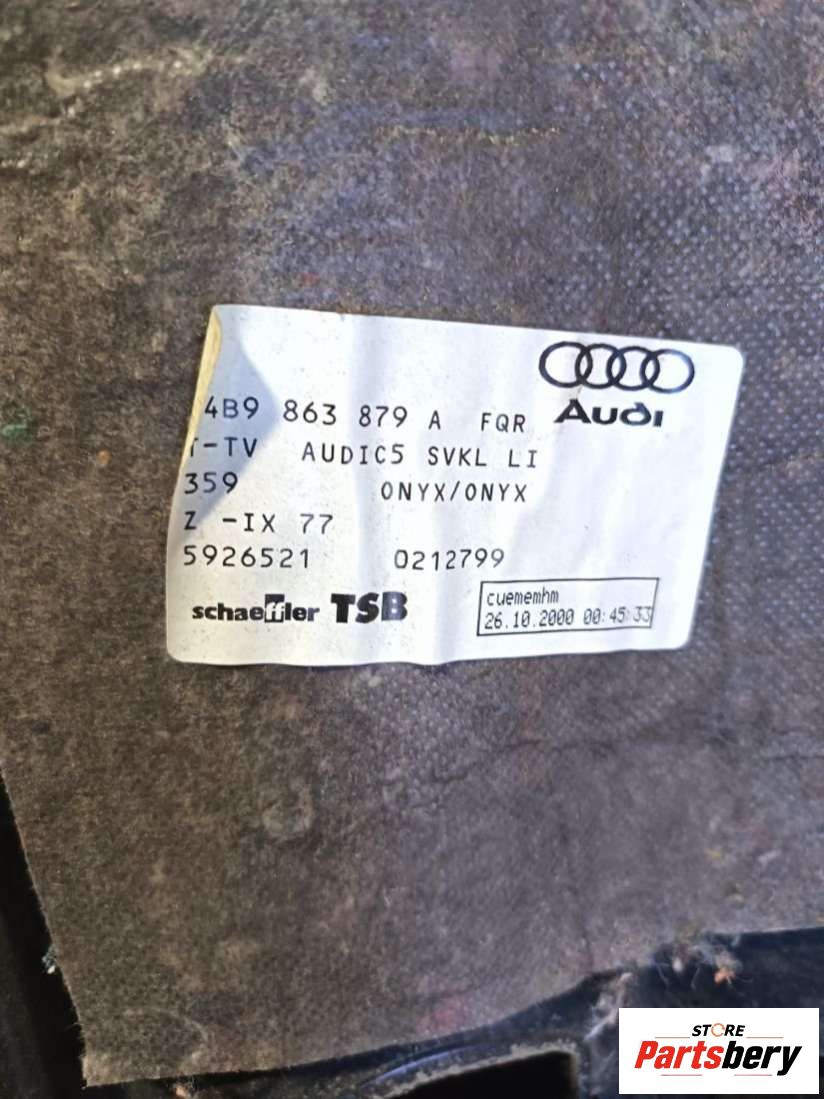 Audi
4B9 863 879 A FQR
T-TV AUDIC5 SVKL LI
359 ONYX/ONYX
Z -IX 77
5926521 0212799
schaeffler TSB
cuememhm
26.10.2000 00:45:33
STORE
Partsbery